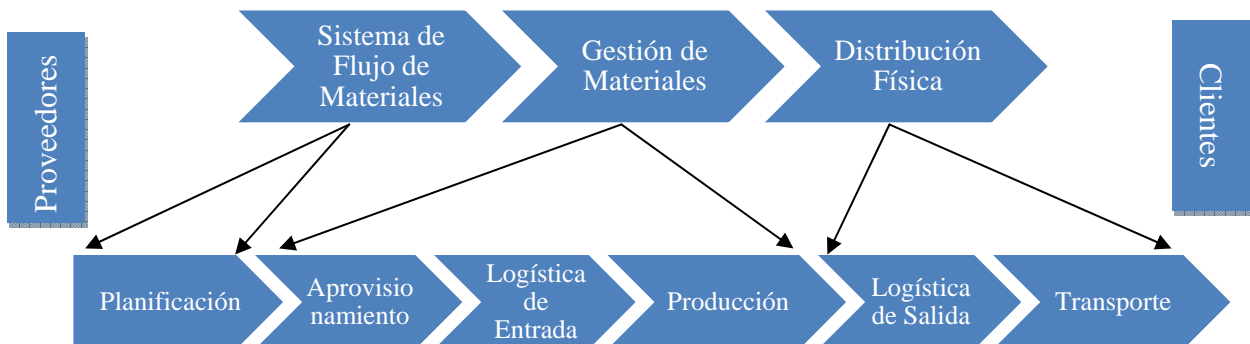 Proveedores
Sistema de
Flujo de
Materiales
Gestión de
Materiales
Distribución
Física
Clientes
Planificación
Aprovisio
namiento
Logística
de
Entrada
Producción
Logística
de Salida
Transporte